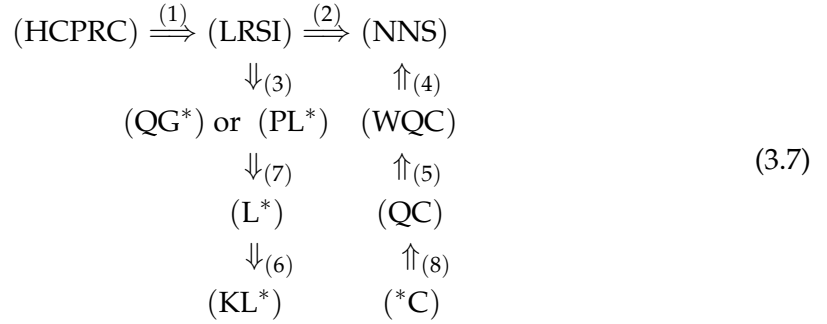 (HCPRC) ⟹(1) (LRSI) ⟹(2) (NNS)
⇓(3) ⇑(4)
(QG*) or (PL*) (WQC)
⇓(7) ⇑(5) (3.7)
(L*) (QC)
⇓(6) ⇑(8)
(KL*) (*C)